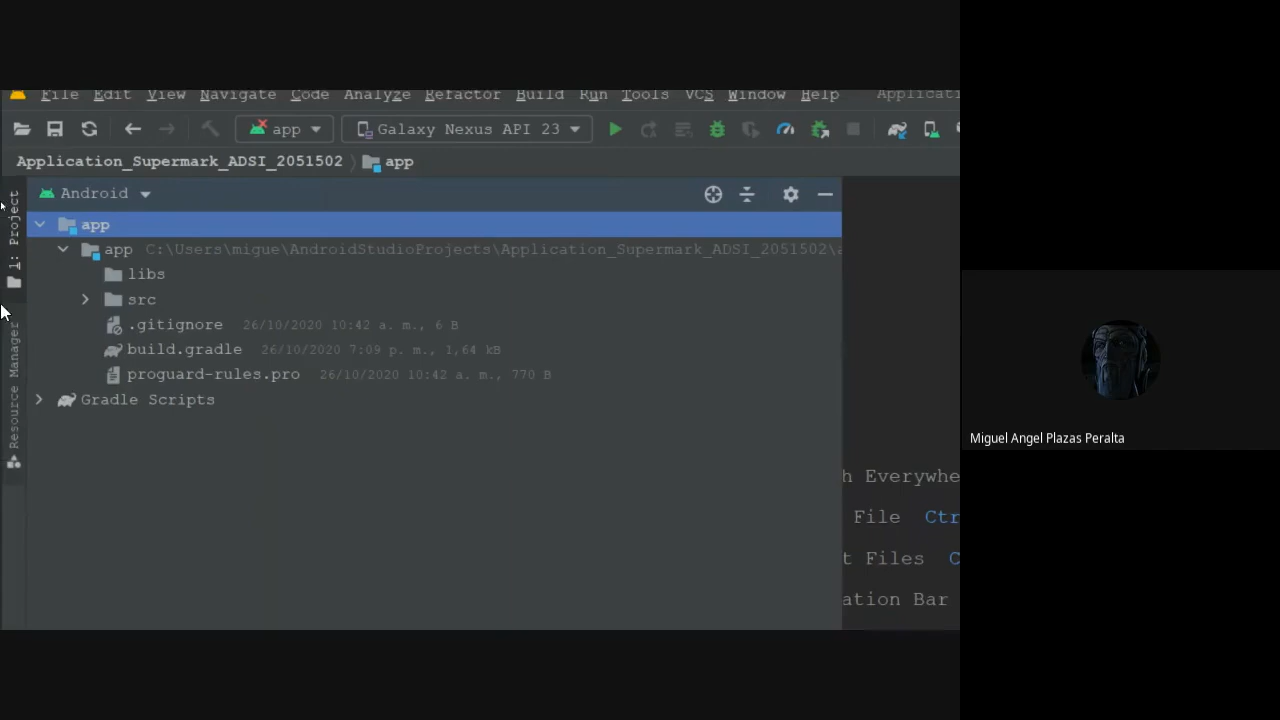 File Edit View Navigate Code Analyze Refactor Build Run Tools VCS Window Help Applicati
app Galaxy Nexus API 23
Application_Supermark_ADSI_2051502 app
1: Project
Resource Manager
Android
app
app C:\Users\migue\AndroidStudioProjects\Application_Supermark_ADSI_2051502\a
libs
src
.gitignore 26/10/2020 10:42 a. m., 6 B
build.gradle 26/10/2020 7:09 p. m., 1,64 kB
proguard-rules.pro 26/10/2020 10:42 a. m., 770 B
Gradle Scripts
h Everywhe
File Ctr
t Files C
ation Bar
Miguel Angel Plazas Peralta